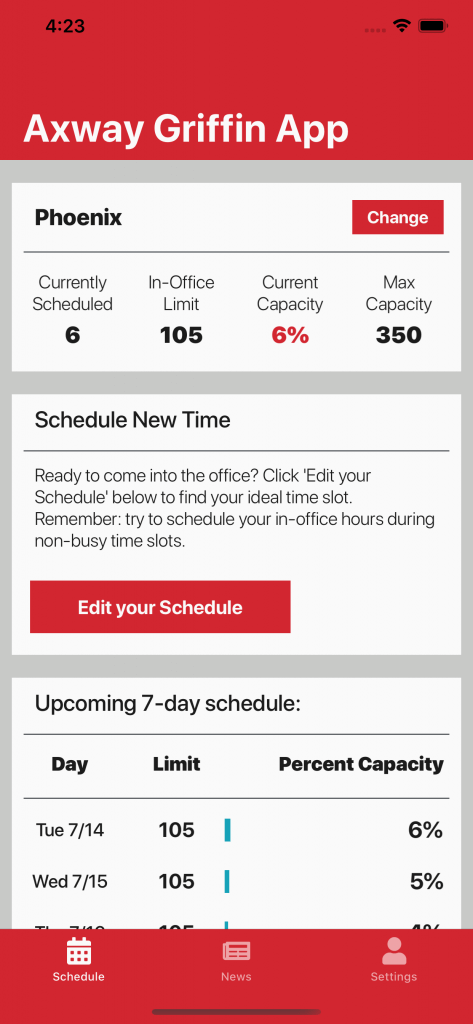 4:23
Axway Griffin App
Phoenix
Change
Currently Scheduled
In-Office Limit
Current Capacity
Max Capacity
6
105
6%
350
Schedule New Time
Ready to come into the office? Click 'Edit your
Schedule' below to find your ideal time slot.
Remember: try to schedule your in-office hours during
non-busy time slots.
Edit your Schedule
Upcoming 7-day schedule:
Day Limit Percent Capacity
Tue 7/14 105 6%
Wed 7/15 105 5%
Schedule News Settings